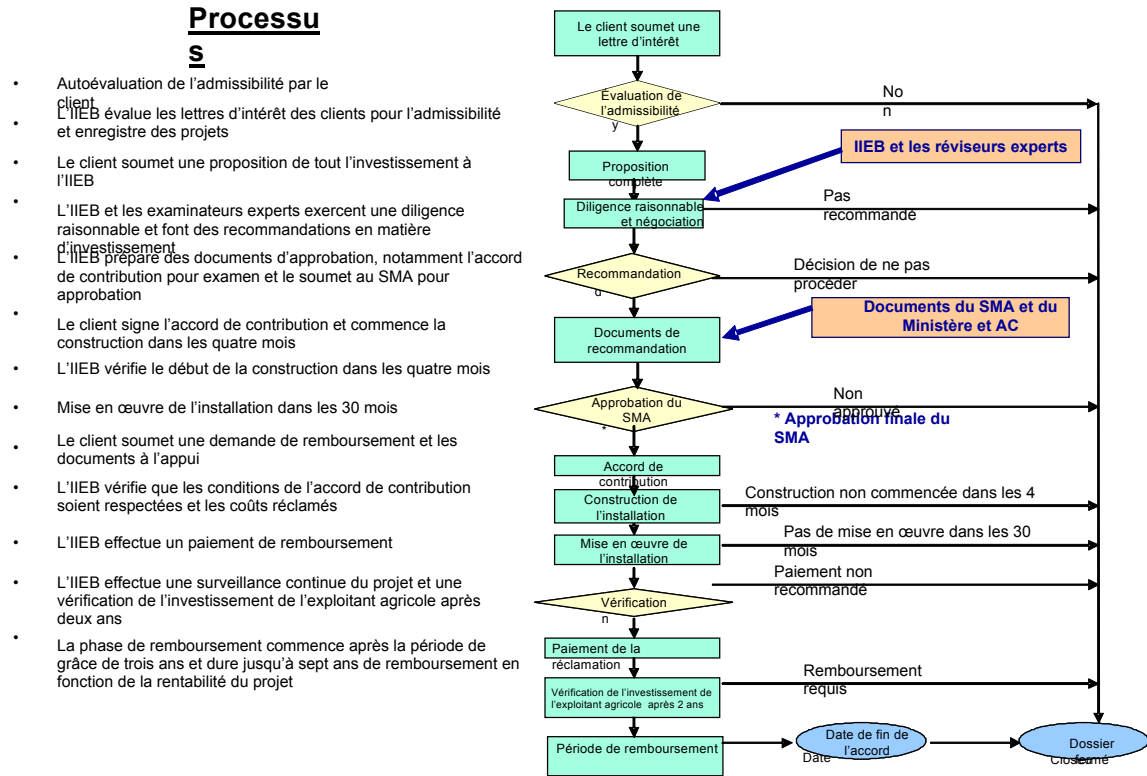 Processu
s
• Autoévaluation de l’admissibilité par le
client
• L’IIEB évalue les lettres d’intérêt des clients pour l’admissibilité
et enregistre des projets
• Le client soumet une proposition de tout l’investissement à
l’IIEB
• L’IIEB et les examinateurs experts exercent une diligence
raisonnable et font des recommandations en matière
d’investissement
• L’IIEB prépare des documents d’approbation, notamment l’accord
de contribution pour examen et le soumet au SMA pour
approbation
• Le client signe l’accord de contribution et commence la
construction dans les quatre mois
• L’IIEB vérifie le début de la construction dans les quatre mois
• Mise en œuvre de l’installation dans les 30 mois
• Le client soumet une demande de remboursement et les
documents à l’appui
• L’IIEB vérifie que les conditions de l’accord de contribution
soient respectées et les coûts réclamés
• L’IIEB effectue un paiement de remboursement
• L’IIEB effectue une surveillance continue du projet et une
vérification de l’investissement de l’exploitant agricole après
deux ans
• La phase de remboursement commence après la période de
grâce de trois ans et dure jusqu’à sept ans de remboursement en
fonction de la rentabilité du projet
Le client soumet une
lettre d’intérêt
Évaluation de
l’admissibilité
y
No
n
Proposition
complète
IIEB et les réviseurs experts
Diligence raisonnable
et négociation
Pas
recommandé
Recommandation
d
Décision de ne pas
procéder
Documents de
recommandation
Documents du SMA et du
Ministère et AC
Approbation du
SMA
*
Non
approuvé
* Approbation finale du
SMA
Accord de
contribution
Construction de
l’installation
Construction non commencée dans les 4
mois
Mise en œuvre de
l’installation
Pas de mise en œuvre dans les 30
mois
Paiement non
recommandé
Vérification
n
Paiement de la
réclamation
Vérification de l’investissement de
l’exploitant agricole après 2 ans
Remboursement
requis
Période de remboursement
Date de fin de
l’accord
Date
Dossier
fermé